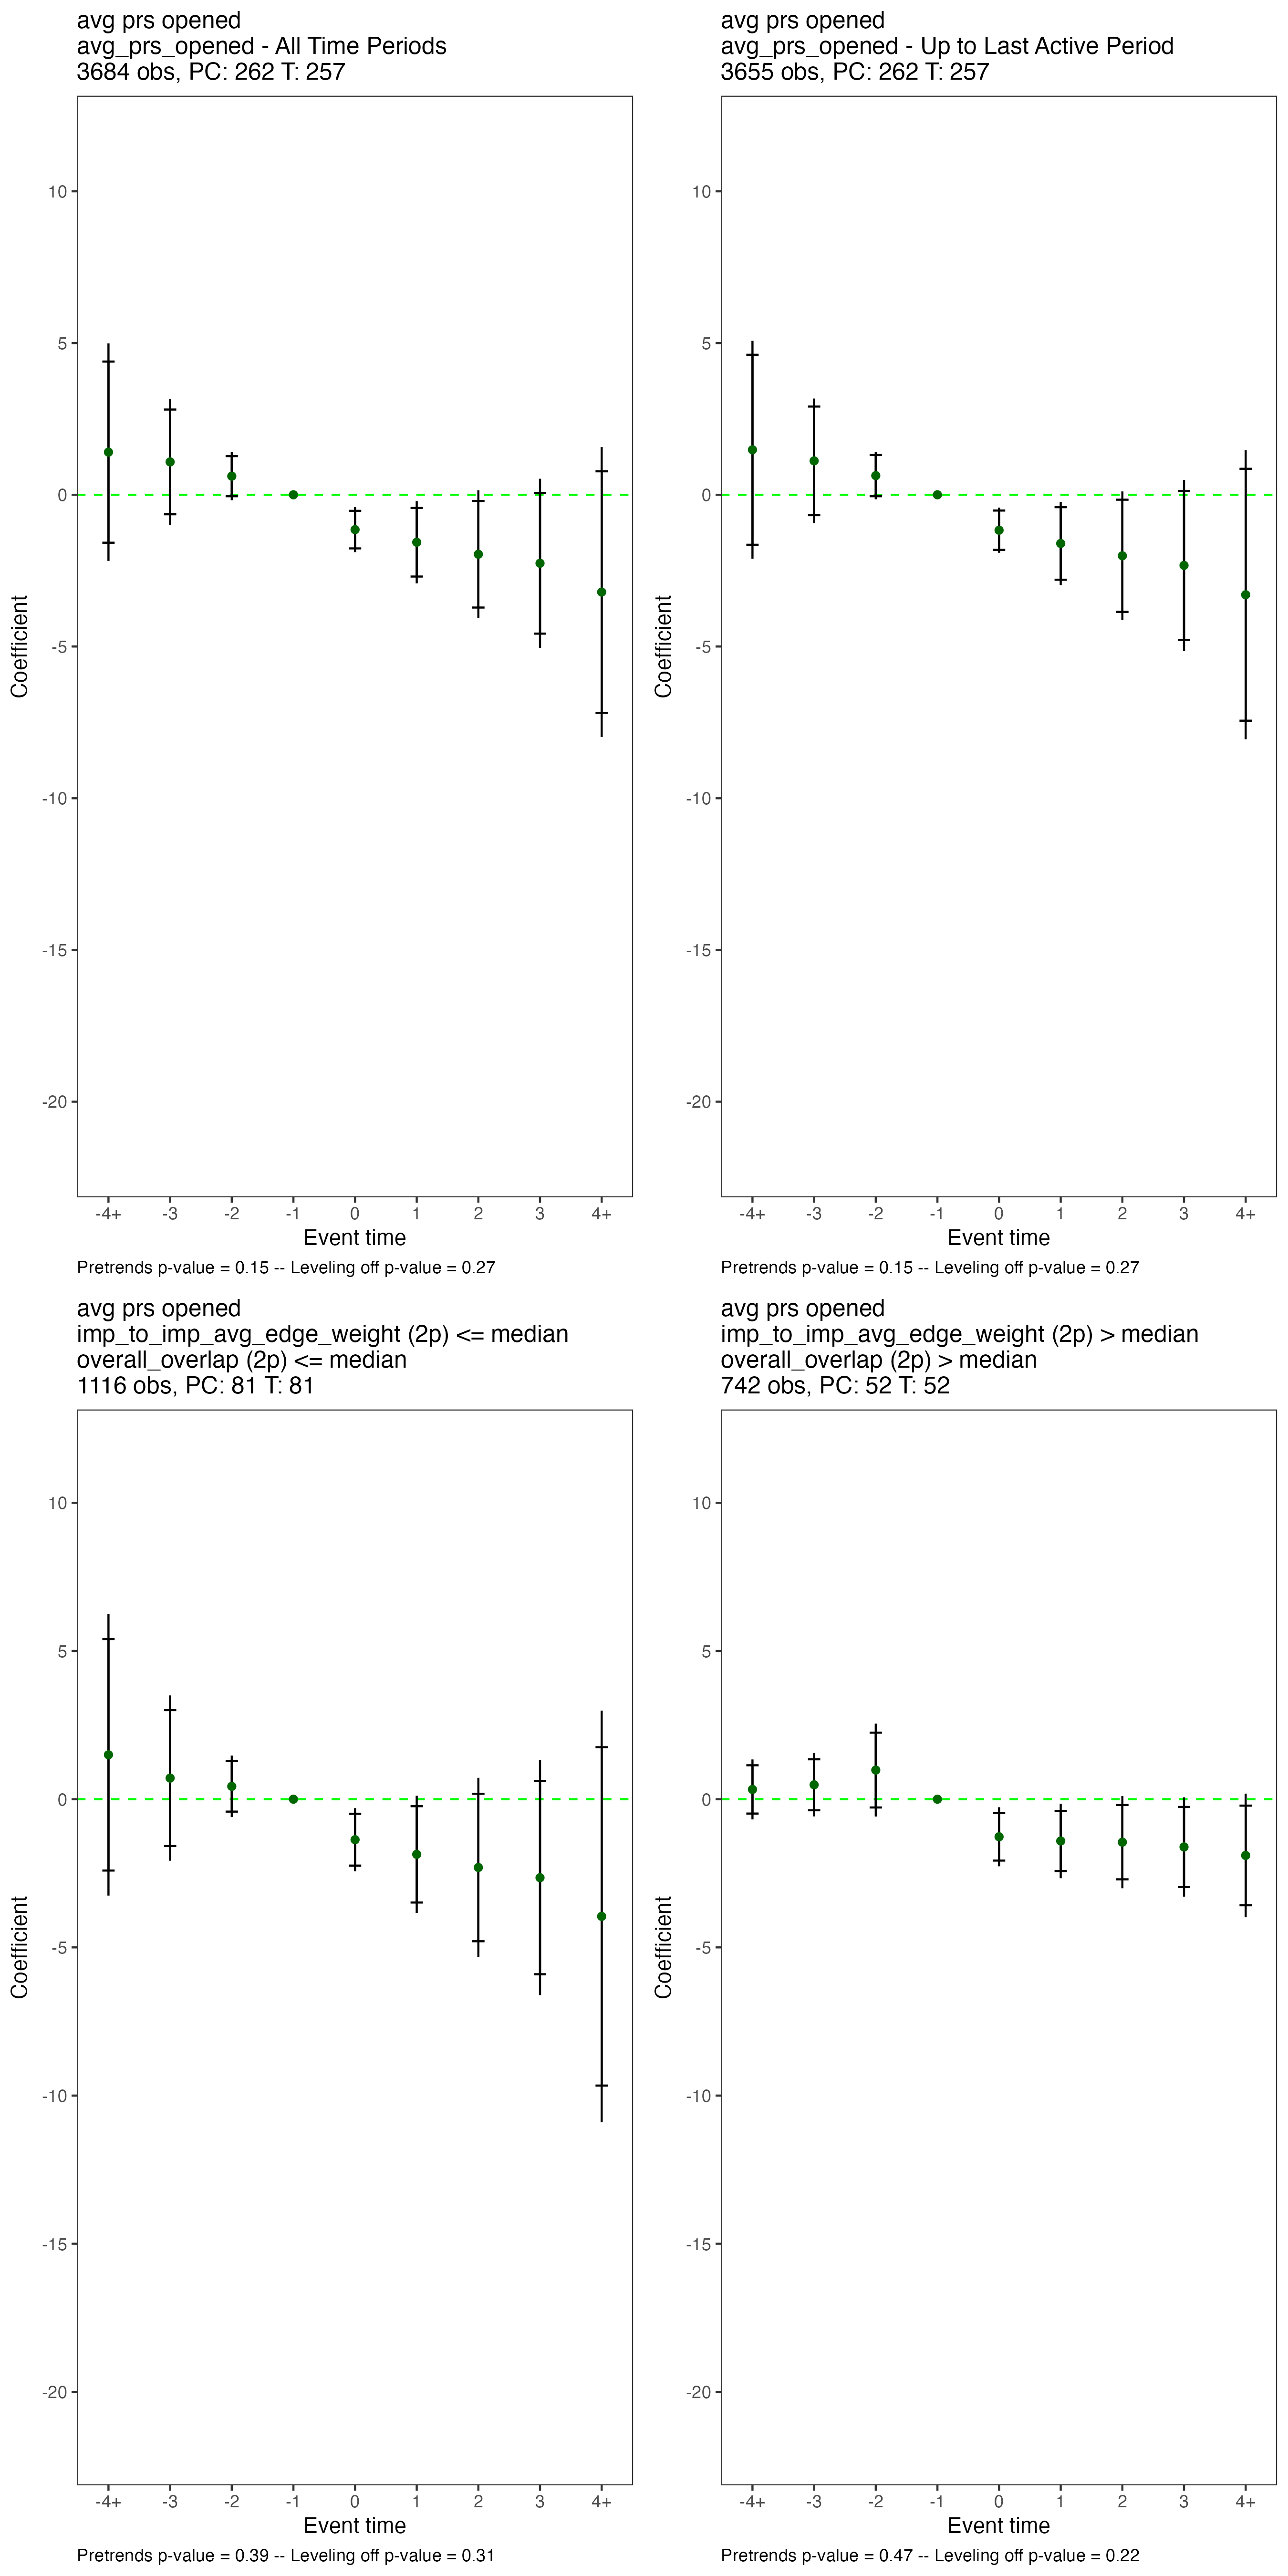 avg prs opened
avg_prs_opened - All Time Periods
3684 obs, PC: 262 T: 257
10
5
0
-5
-10
-15
-20
Coefficient
-4+ -3 -2 -1 0 1 2 3 4+
Event time
Pretrends p-value = 0.15 -- Leveling off p-value = 0.27
avg prs opened
avg_prs_opened - Up to Last Active Period
3655 obs, PC: 262 T: 257
10
5
0
-5
-10
-15
-20
Coefficient
-4+ -3 -2 -1 0 1 2 3 4+
Event time
Pretrends p-value = 0.15 -- Leveling off p-value = 0.27
avg prs opened
imp_to_imp_avg_edge_weight (2p) <= median
overall_overlap (2p) <= median
1116 obs, PC: 81 T: 81
10
5
0
-5
-10
-15
-20
Coefficient
-4+ -3 -2 -1 0 1 2 3 4+
Event time
Pretrends p-value = 0.39 -- Leveling off p-value = 0.31
avg prs opened
imp_to_imp_avg_edge_weight (2p) > median
overall_overlap (2p) > median
742 obs, PC: 52 T: 52
10
5
0
-5
-10
-15
-20
Coefficient
-4+ -3 -2 -1 0 1 2 3 4+
Event time
Pretrends p-value = 0.47 -- Leveling off p-value = 0.22